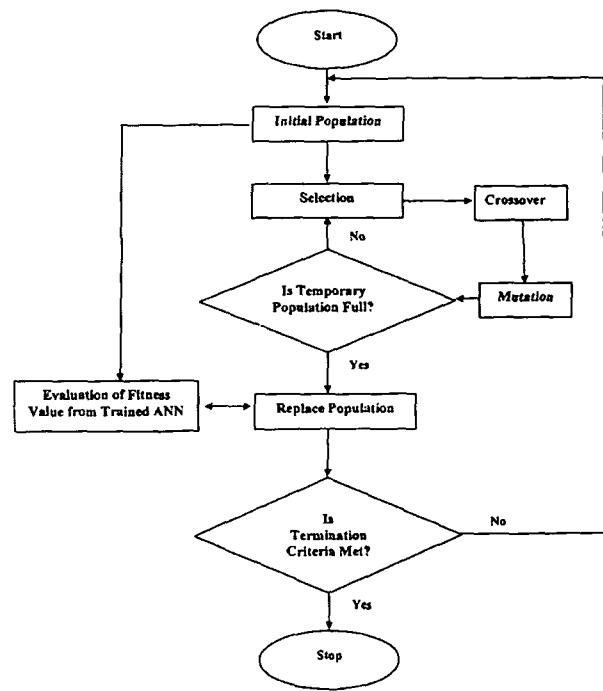 Start
Initial Population
Selection
Crossover
No
Is Temporary
Population Full?
Mutation
Yes
Evaluation of Fitness
Value from Trained ANN
Replace Population
Is
Termination
Criteria Met?
No
Yes
Stop